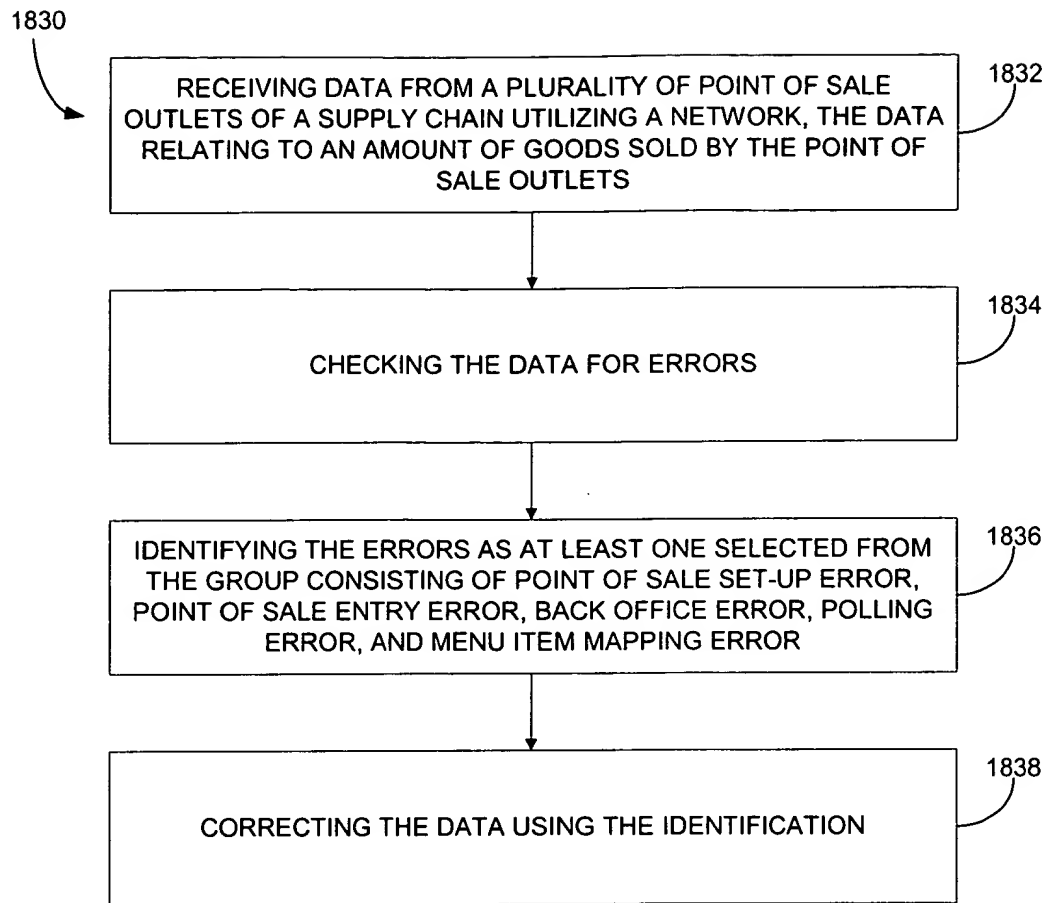 1830
RECEIVING DATA FROM A PLURALITY OF POINT OF SALE
OUTLETS OF A SUPPLY CHAIN UTILIZING A NETWORK, THE DATA
RELATING TO AN AMOUNT OF GOODS SOLD BY THE POINT OF
SALE OUTLETS
1832
CHECKING THE DATA FOR ERRORS
1834
IDENTIFYING THE ERRORS AS AT LEAST ONE SELECTED FROM
THE GROUP CONSISTING OF POINT OF SALE SET-UP ERROR,
POINT OF SALE ENTRY ERROR, BACK OFFICE ERROR, POLLING
ERROR, AND MENU ITEM MAPPING ERROR
1836
CORRECTING THE DATA USING THE IDENTIFICATION
1838